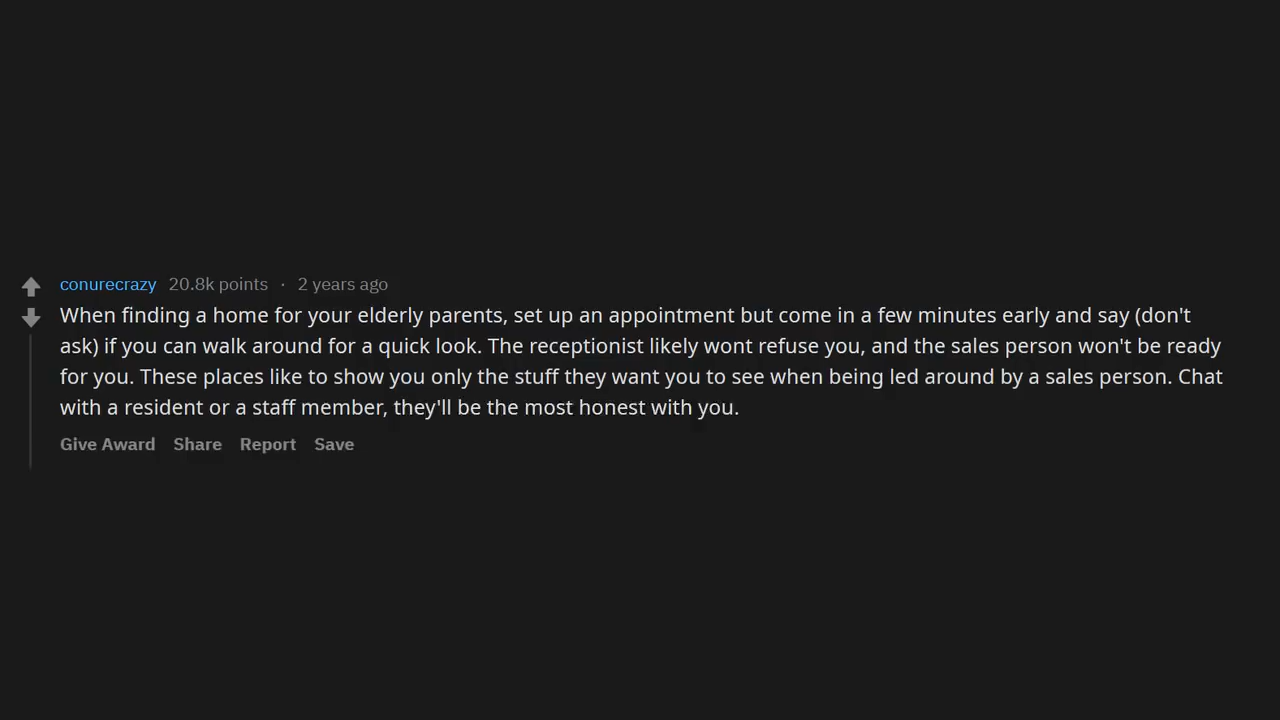 conurecrazy 20.8k points · 2 years ago
When finding a home for your elderly parents, set up an appointment but come in a few minutes early and say (don't
ask) if you can walk around for a quick look. The receptionist likely wont refuse you, and the sales person won't be ready
for you. These places like to show you only the stuff they want you to see when being led around by a sales person. Chat
with a resident or a staff member, they'll be the most honest with you.
Give Award Share Report Save